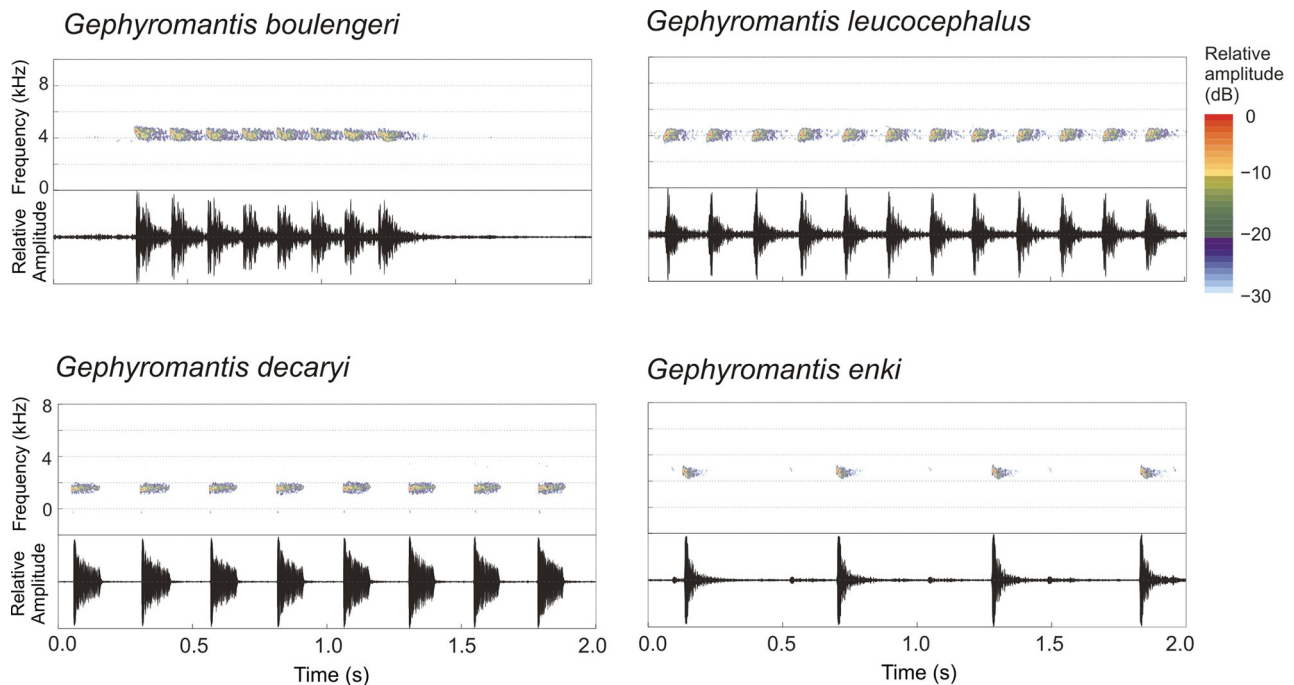 Gephyromantis boulengeri
Frequency (kHz)
8
4
0
Relative
Amplitude
Gephyromantis leucocephalus
Relative
amplitude
(dB)
0
−10
−20
−30
Gephyromantis decaryi
Frequency (kHz)
8
4
0
Relative
Amplitude
0.0 0.5 1.0 1.5 2.0
Time (s)
Gephyromantis enki
0.0 0.5 1.0 1.5 2.0
Time (s)